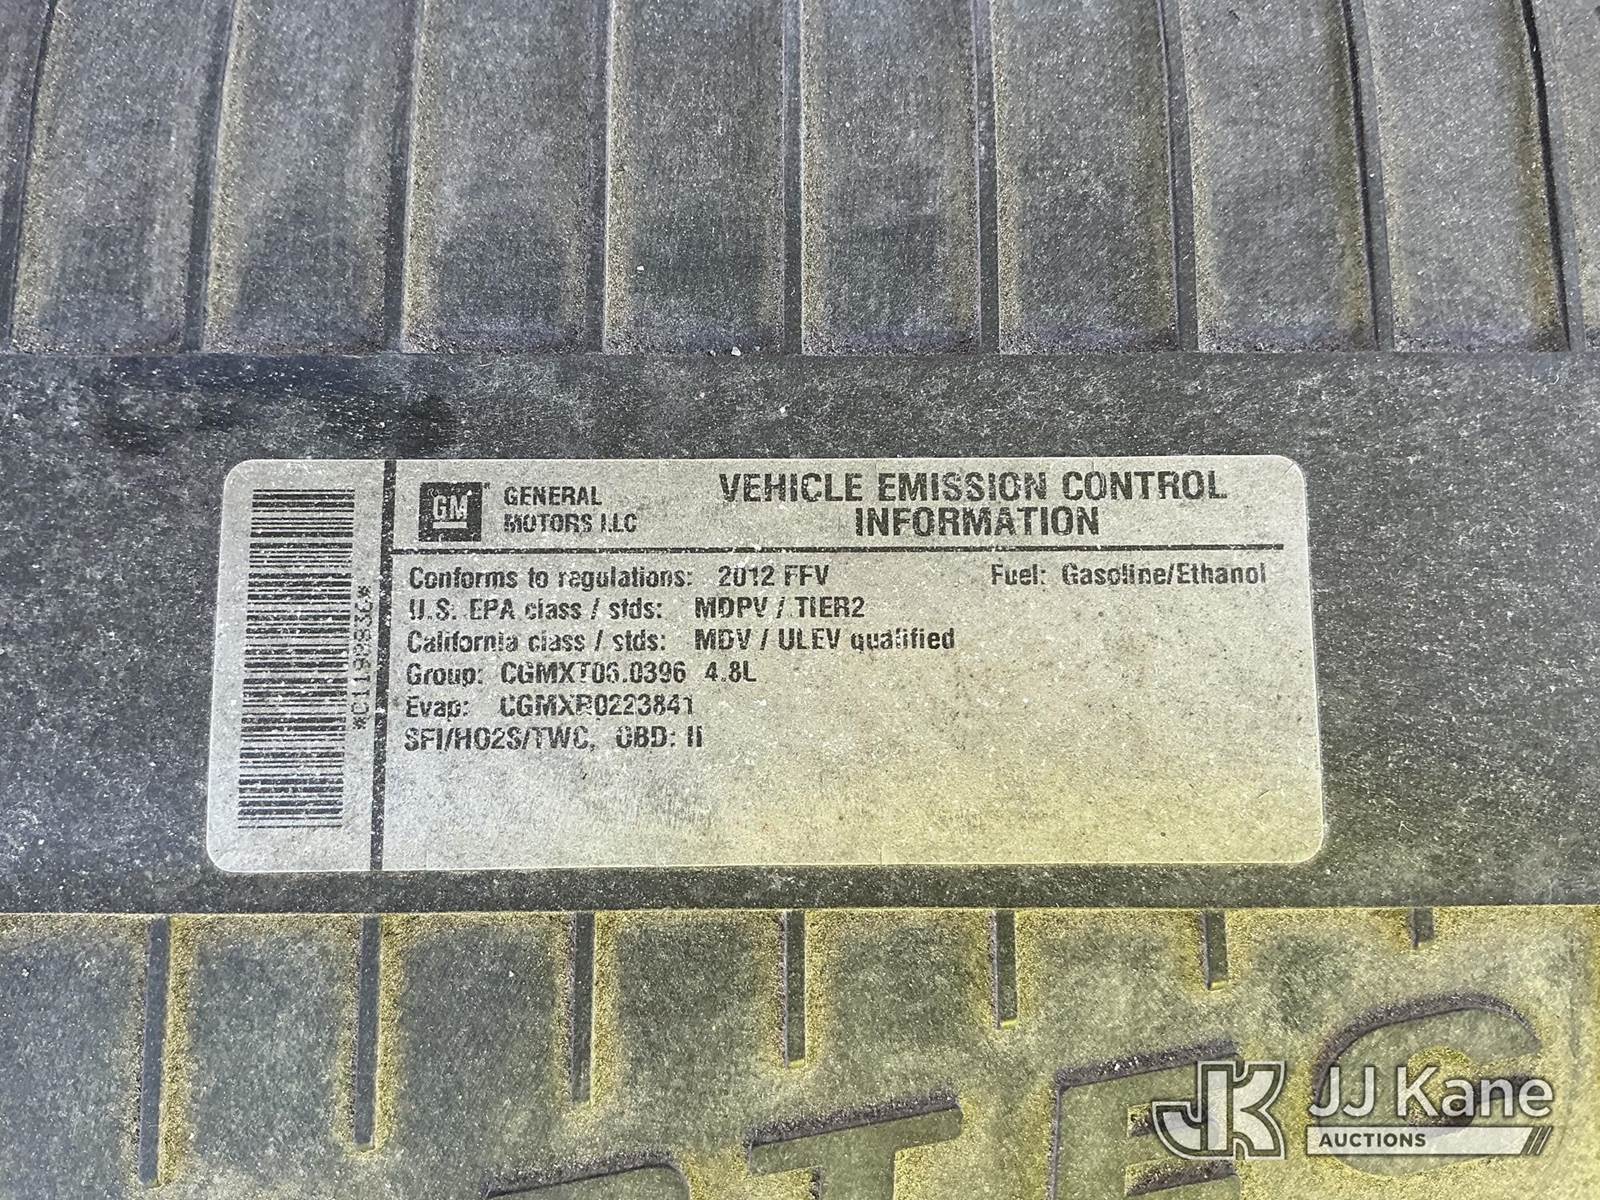 GM
GENERAL
MOTORS LLC
VEHICLE EMISSION CONTROL
INFORMATION
Conforms to regulations: 2012 FFV
Fuel: Gasoline/Ethanol
U.S. EPA class / stds: MDPV / TIER2
California class / stds: MDV / ULEV qualified
Group: CGMXT06.0396 4.8L
Evap: CGMXR0223841
SFI/HO2S/TWC, OBD: II
JK JJ Kane
AUCTIONS